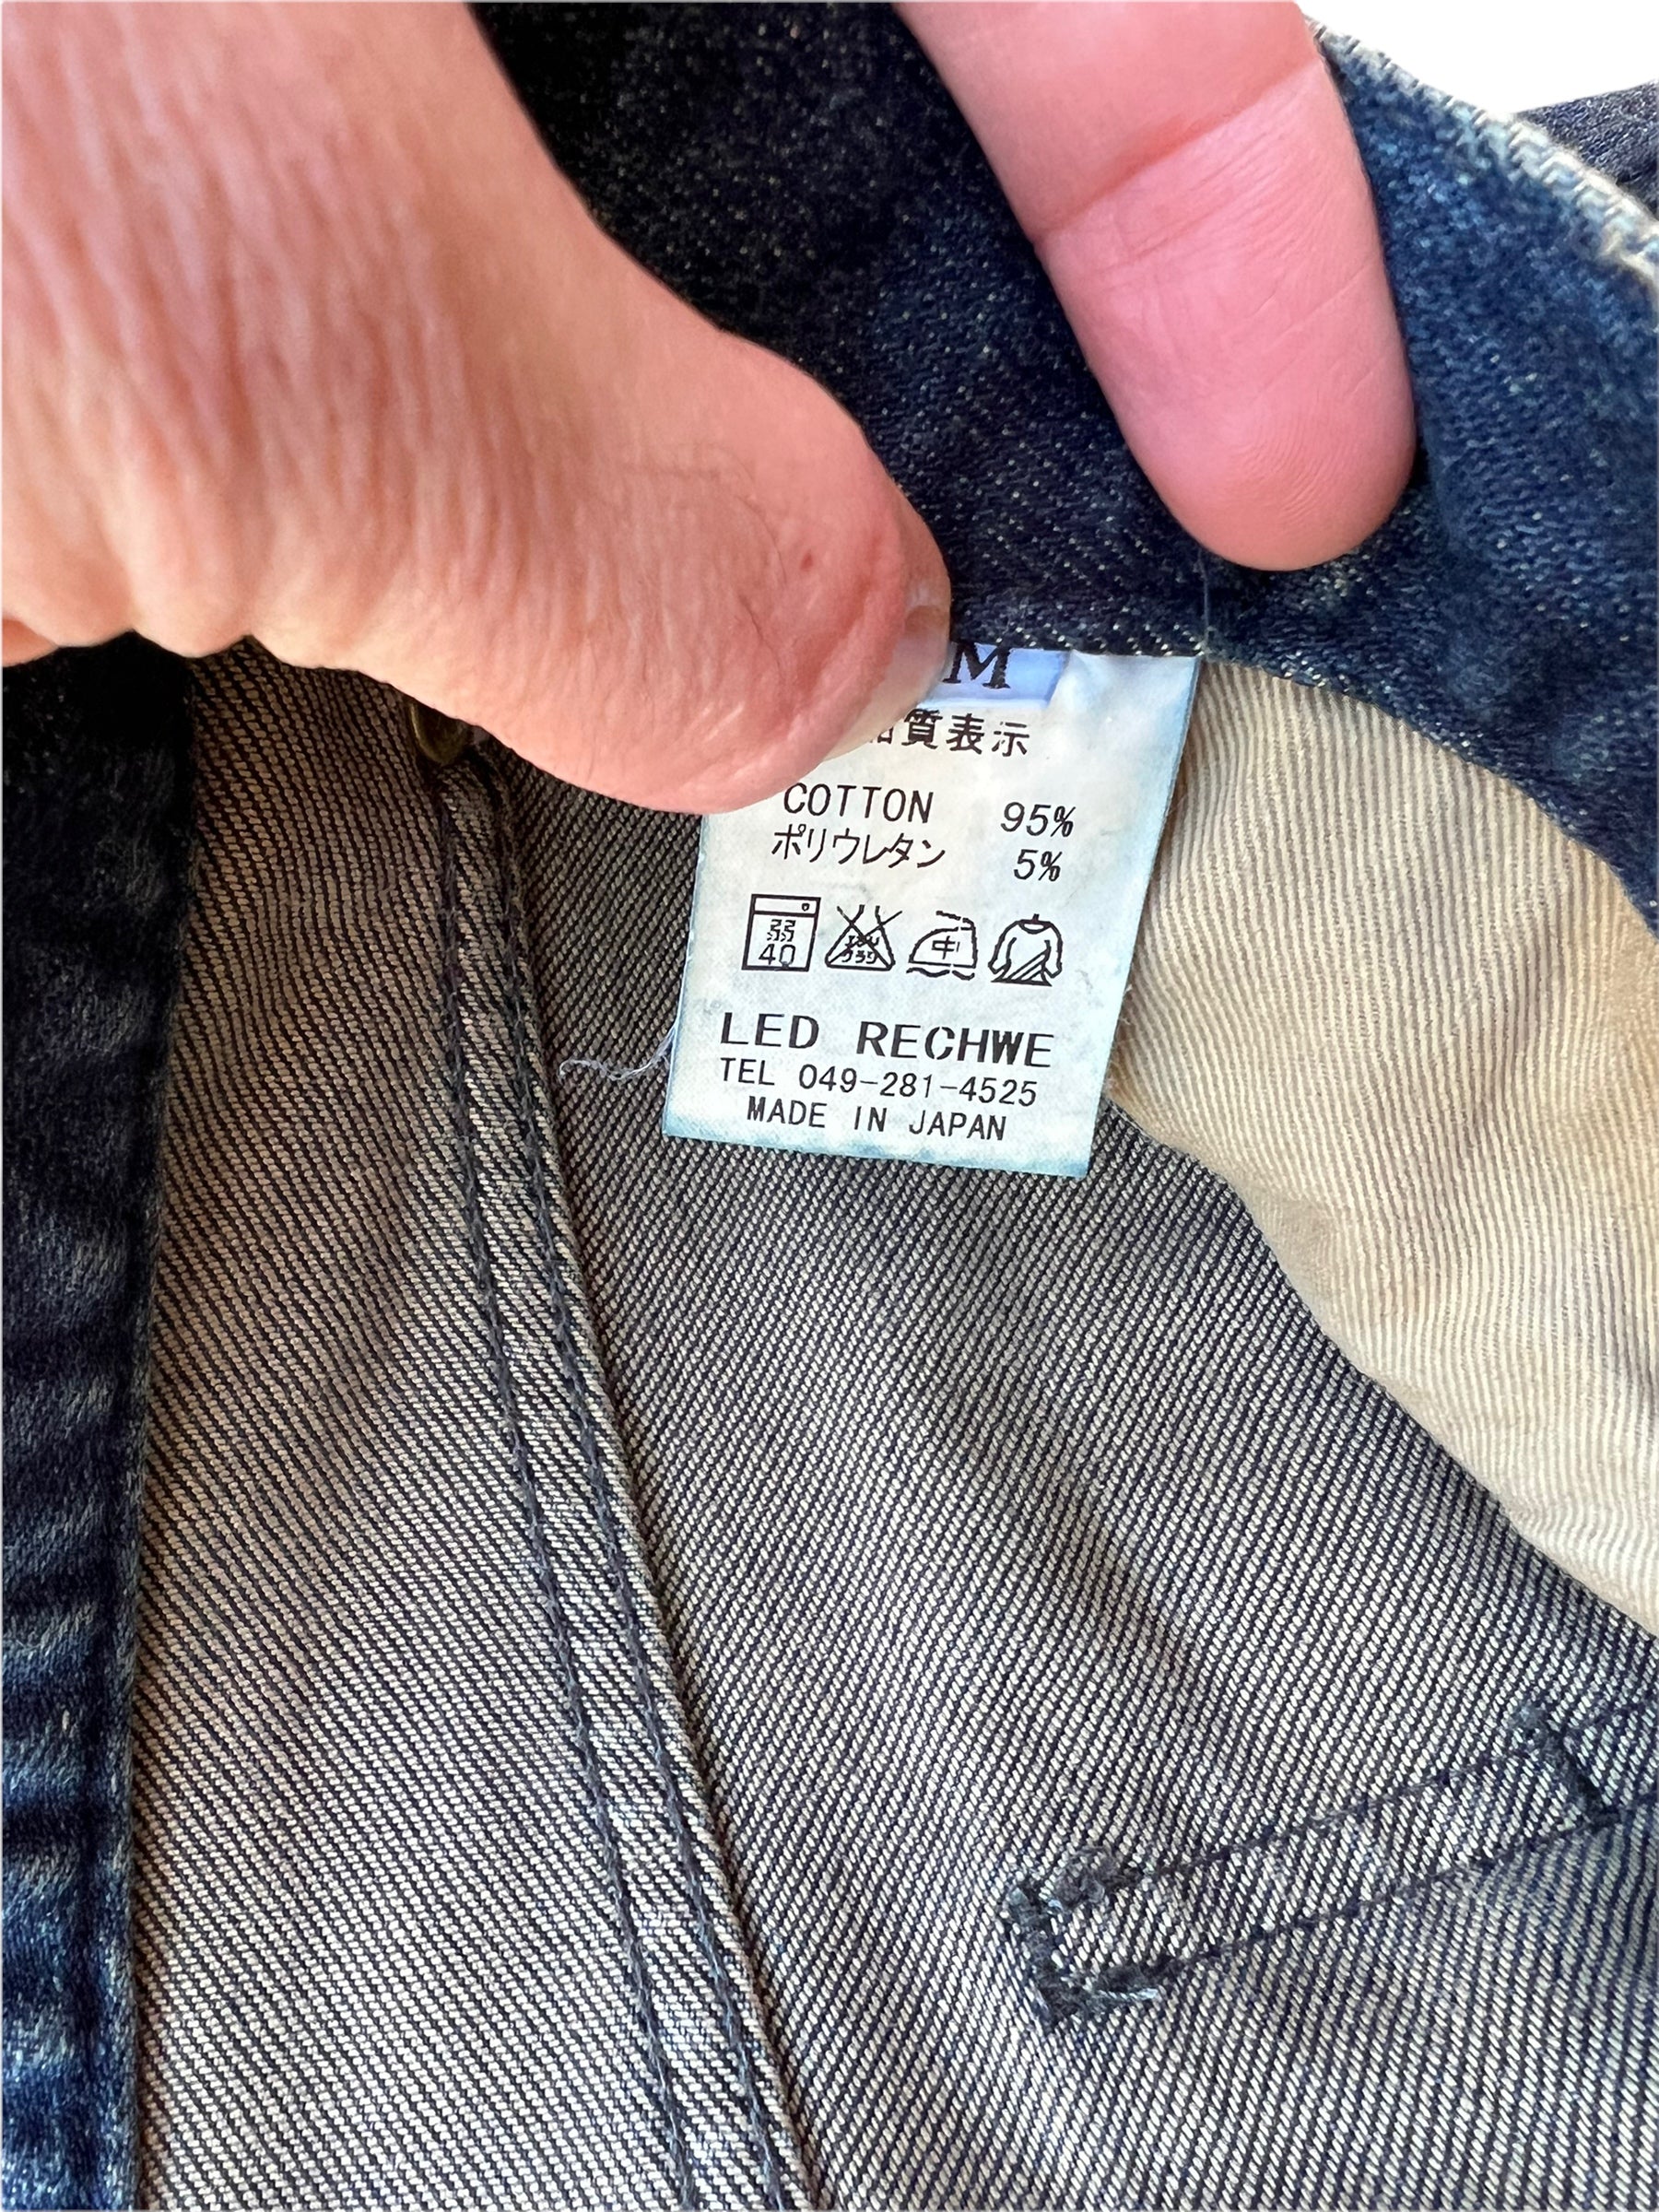 M
品質表示
COTTON 95%
ポリウレタン 5%
弱
40
中
LED RECHWE
TEL 049-281-4525
MADE IN JAPAN